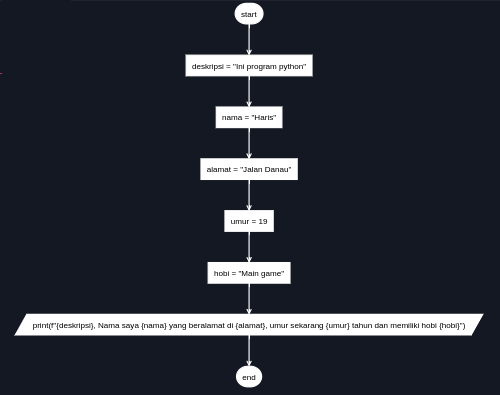 start
deskripsi = "Ini program python"
nama = "Haris"
alamat = "Jalan Danau"
umur = 19
hobi = "Main game"
print(f"{deskripsi}, Nama saya {nama} yang beralamat di {alamat}, umur sekarang {umur} tahun dan memiliki hobi {hobi}")
end